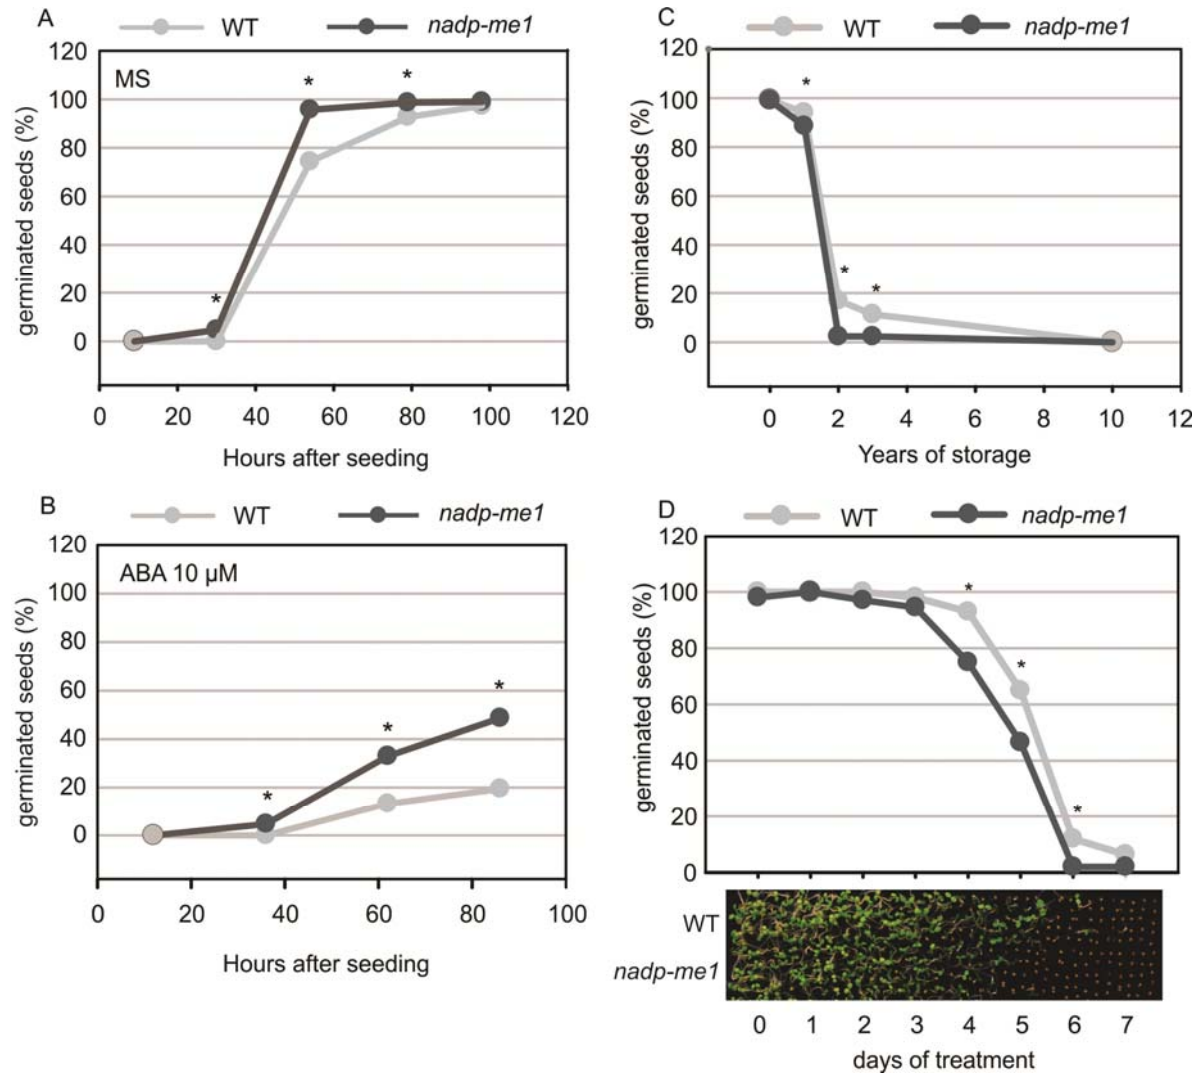 A
WT nadp-me1
MS
germinated seeds (%)
120
100
80
60
40
20
0
* * *
0 20 40 60 80 100 120
Hours after seeding
B
WT nadp-me1
ABA 10 µM
germinated seeds (%)
120
100
80
60
40
20
0
* * *
0 20 40 60 80 100
Hours after seeding
C
WT nadp-me1
germinated seeds (%)
120
100
80
60
40
20
0
* * *
0 2 4 6 8 10 12
Years of storage
D
WT nadp-me1
germinated seeds (%)
120
100
80
60
40
20
0
* * *
WT
nadp-me1
0 1 2 3 4 5 6 7
days of treatment